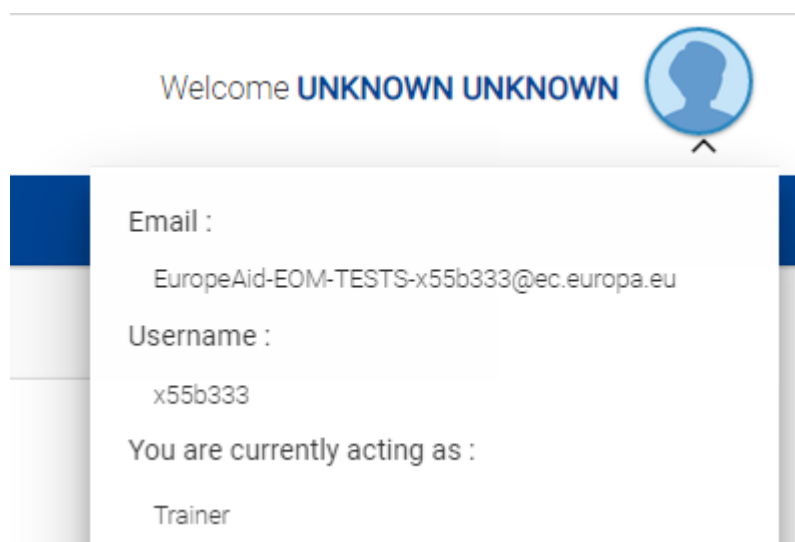 Welcome UNKNOWN UNKNOWN
Email :
EuropeAid-EOM-TESTS-x55b333@ec.europa.eu
Username :
x55b333
You are currently acting as :
Trainer